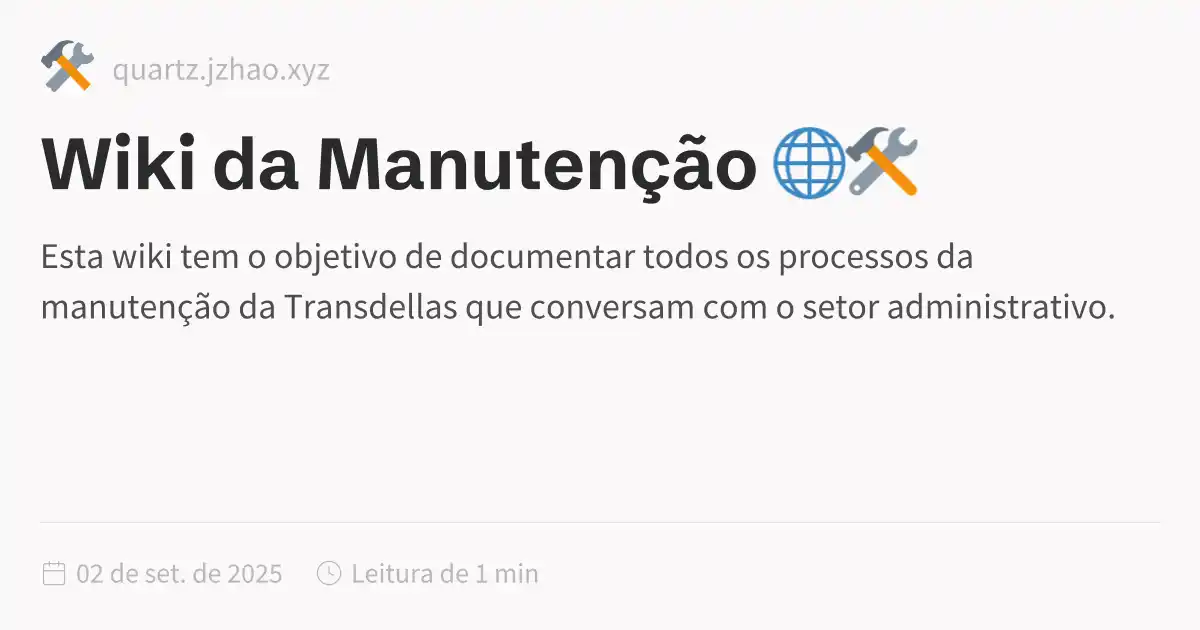 quartz.jzhao.xyz
Wiki da Manutenção 🌐🛠️
Esta wiki tem o objetivo de documentar todos os processos da
manutenção da Transdellas que conversam com o setor administrativo.
02 de set. de 2025 Leitura de 1 min